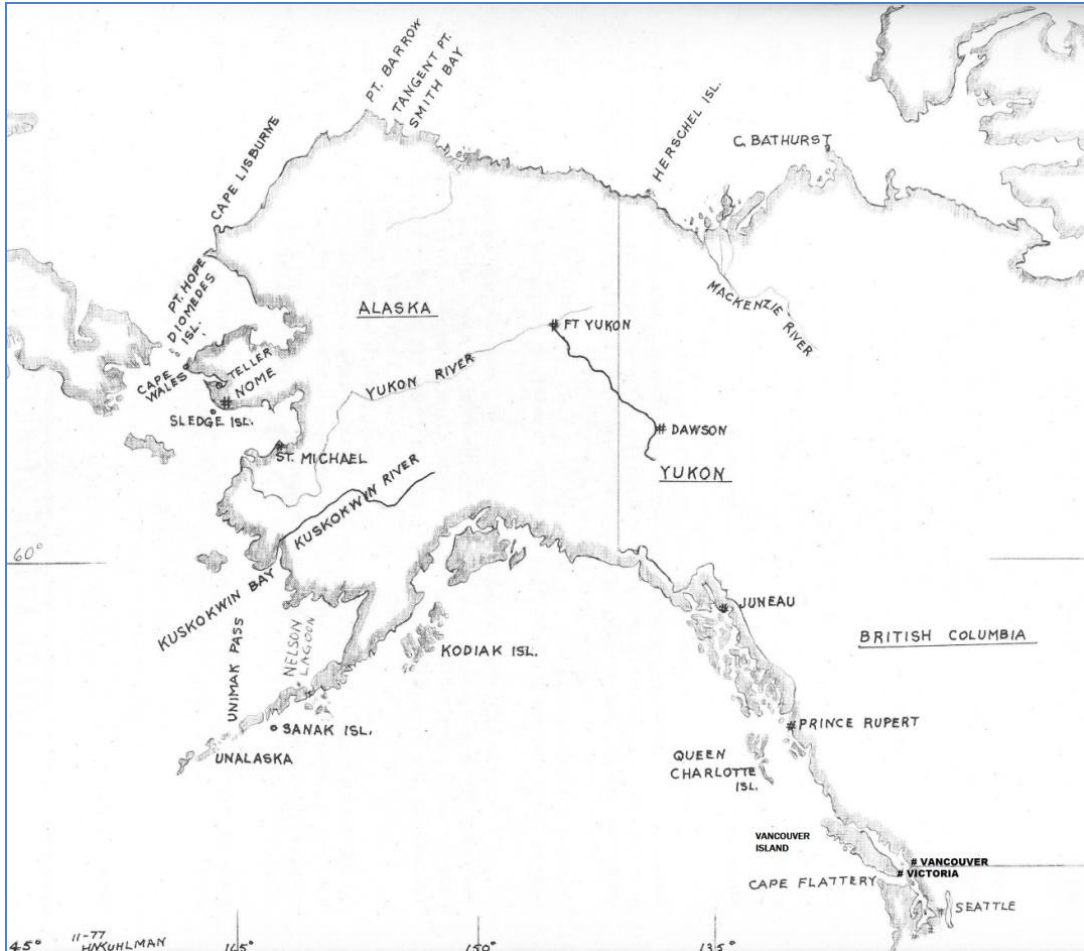 PT. BARROW
TANGENT PT.
SMITH BAY
CAPE LISBURNE
HERSCHEL ISL.
C. BATHURST
PT. HOPE
DIOMEDES
ISL.
ALASKA
MACKENZIE RIVER
# FT YUKON
CAPE
WALES
TELLER
NOME
#
YUKON RIVER
SLEDGE ISL.
# DAWSON
ST. MICHAEL
YUKON
KUSKOKWIN RIVER
60°
KUSKOKWIN BAY
JUNEAU
UNIMAK PASS
NELSON
LAGOON
KODIAK ISL.
BRITISH COLUMBIA
SANAK ISL.
# PRINCE RUPERT
UNALASKA
QUEEN
CHARLOTTE
ISL.
VANCOUVER
ISLAND
# VANCOUVER
# VICTORIA
CAPE FLATTERY
SEATTLE
45°
11-77
HNKUHLMAN
165°
150°
135°